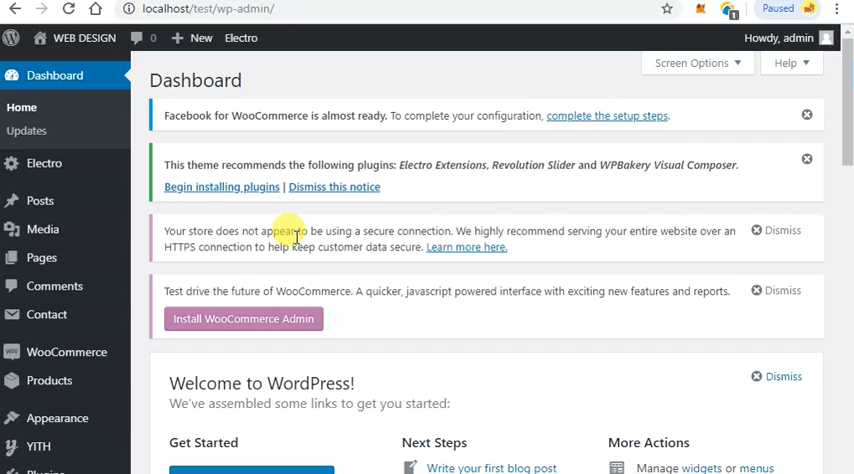 localhost/test/wp-admin/
1
Paused
WEB DESIGN
0
New
Electro
Howdy, admin
Dashboard
Home
Updates
Electro
Posts
Media
Pages
Comments
Contact
WooCommerce
Products
Appearance
YITH
Plugins
Screen Options
Help
Dashboard
Facebook for WooCommerce is almost ready. To complete your configuration, complete the setup steps.
This theme recommends the following plugins: Electro Extensions, Revolution Slider and WPBakery Visual Composer.
Begin installing plugins | Dismiss this notice
Your store does not appear to be using a secure connection. We highly recommend serving your entire website over an
HTTPS connection to help keep customer data secure. Learn more here.
Dismiss
Test drive the future of WooCommerce. A quicker, javascript powered interface with exciting new features and reports.
Dismiss
Install WooCommerce Admin
Welcome to WordPress!
Dismiss
We've assembled some links to get you started:
Get Started
Next Steps
More Actions
Write your first blog post
Manage widgets or menus